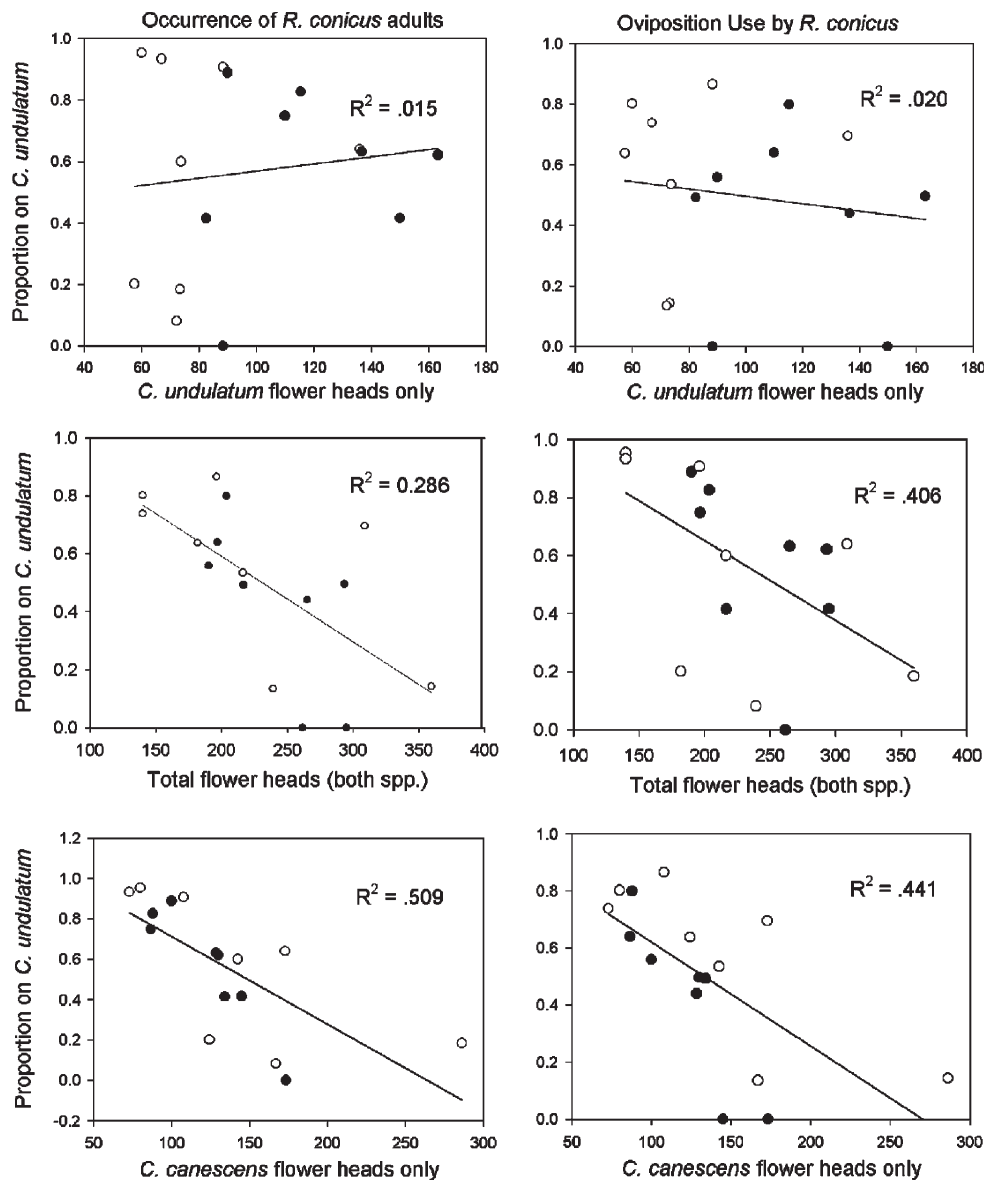 Occurrence of R. conicus adults
Oviposition Use by R. conicus
Proportion on C. undulatum
1.0
0.8
0.6
0.4
0.2
0.0
R2 = .015
40 60 80 100 120 140 160 180
C. undulatum flower heads only
1.0
0.8
0.6
0.4
0.2
0.0
R2 = .020
40 60 80 100 120 140 160 180
C. undulatum flower heads only
Proportion on C. undulatum
1.0
0.8
0.6
0.4
0.2
0.0
R2 = 0.286
100 150 200 250 300 350 400
Total flower heads (both spp.)
1.0
0.8
0.6
0.4
0.2
0.0
R2 = .406
100 150 200 250 300 350 400
Total flower heads (both spp.)
Proportion on C. undulatum
1.2
1.0
0.8
0.6
0.4
0.2
0.0
-0.2
R2 = .509
50 100 150 200 250 300
C. canescens flower heads only
1.0
0.8
0.6
0.4
0.2
0.0
R2 = .441
50 100 150 200 250 300
C. canescens flower heads only